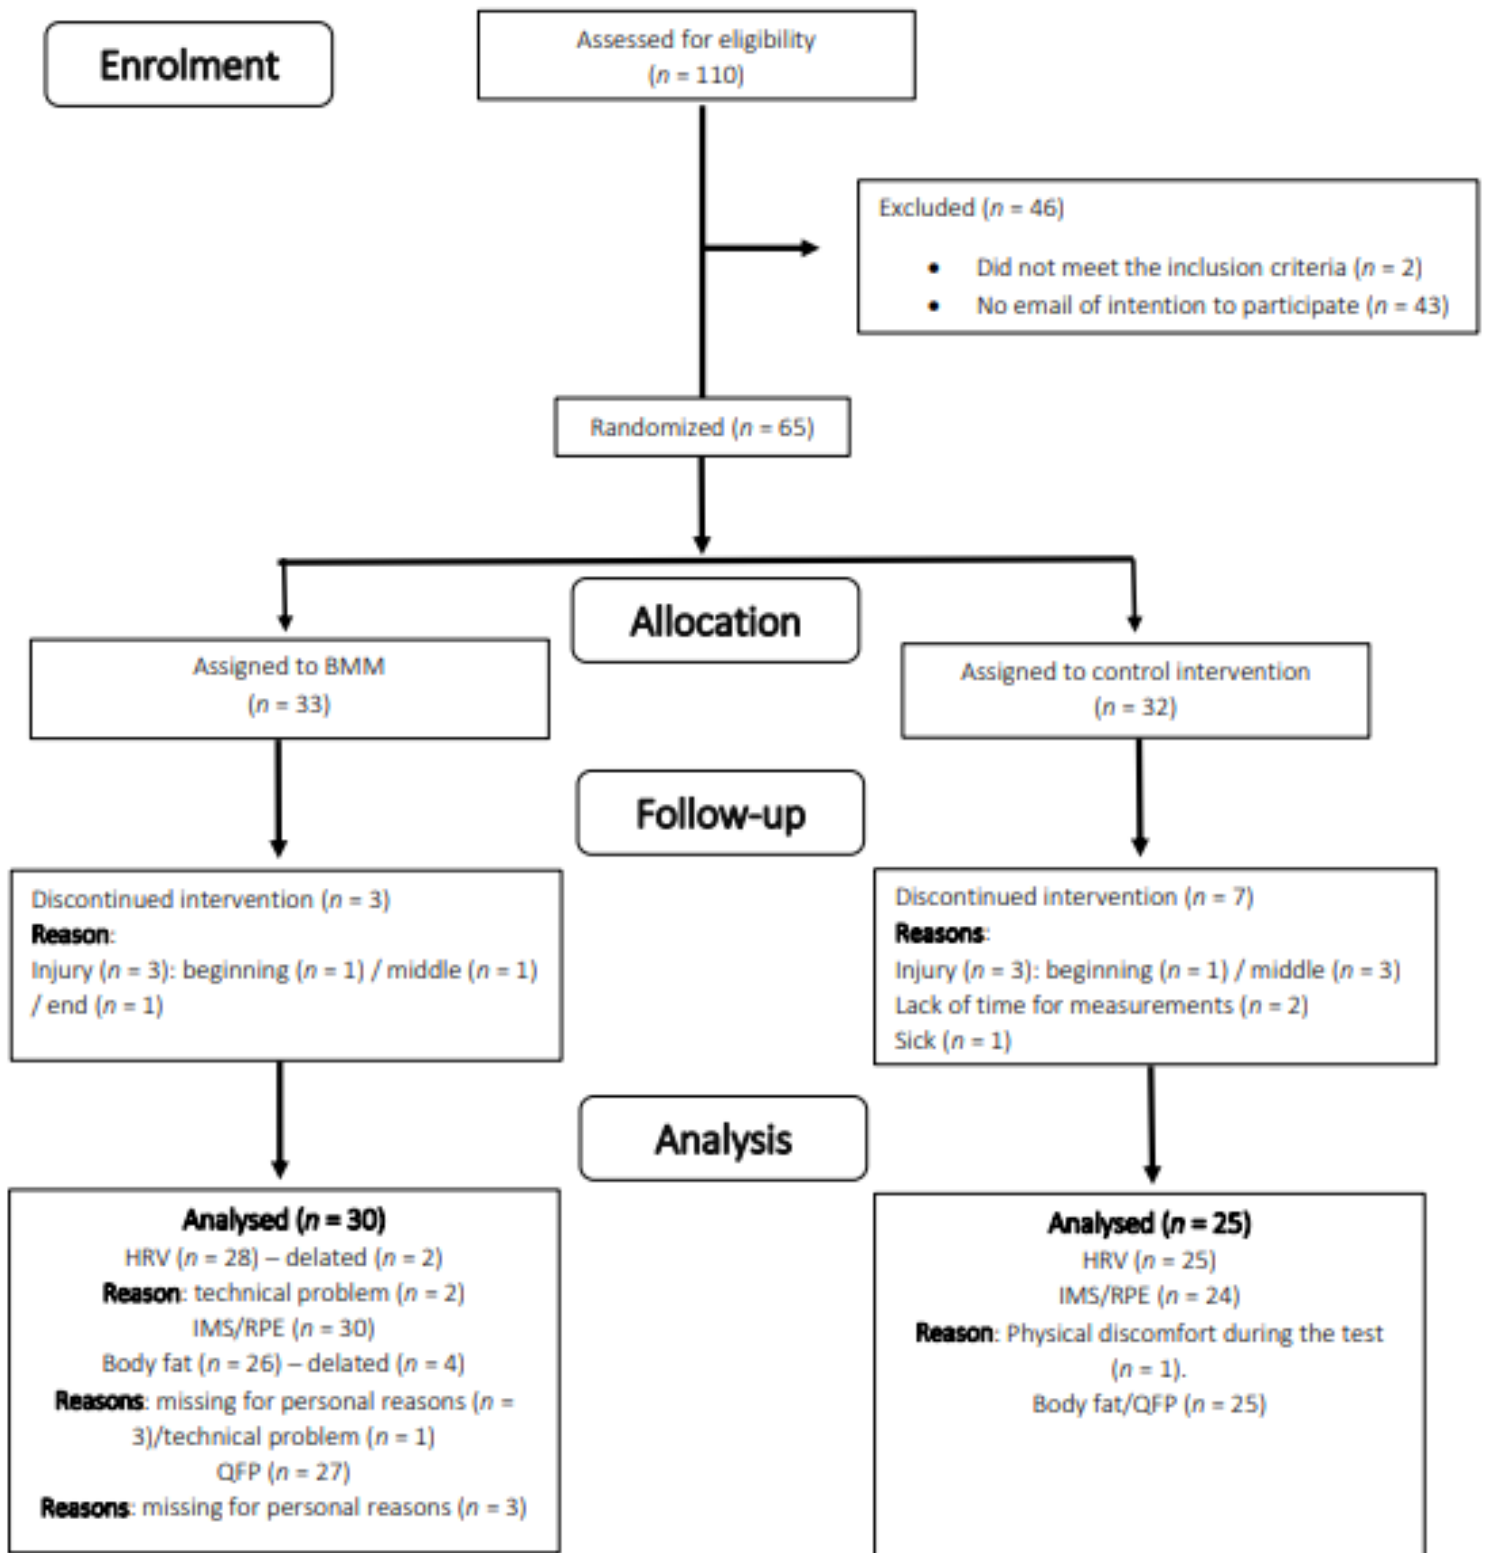 Enrolment
Assessed for eligibility
(n = 110)
Excluded (n = 46)
• Did not meet the inclusion criteria (n = 2)
• No email of intention to participate (n = 43)
Randomized (n = 65)
Allocation
Assigned to BMM
(n = 33)
Assigned to control intervention
(n = 32)
Follow-up
Discontinued intervention (n = 3)
Reason:
Injury (n = 3): beginning (n = 1) / middle (n = 1)
/ end (n = 1)
Discontinued intervention (n = 7)
Reasons:
Injury (n = 3): beginning (n = 1) / middle (n = 3)
Lack of time for measurements (n = 2)
Sick (n = 1)
Analysis
Analysed (n = 30)
HRV (n = 28) – delated (n = 2)
Reason: technical problem (n = 2)
IMS/RPE (n = 30)
Body fat (n = 26) – delated (n = 4)
Reasons: missing for personal reasons (n =
3)/technical problem (n = 1)
QFP (n = 27)
Reasons: missing for personal reasons (n = 3)
Analysed (n = 25)
HRV (n = 25)
IMS/RPE (n = 24)
Reason: Physical discomfort during the test
(n = 1).
Body fat/QFP (n = 25)